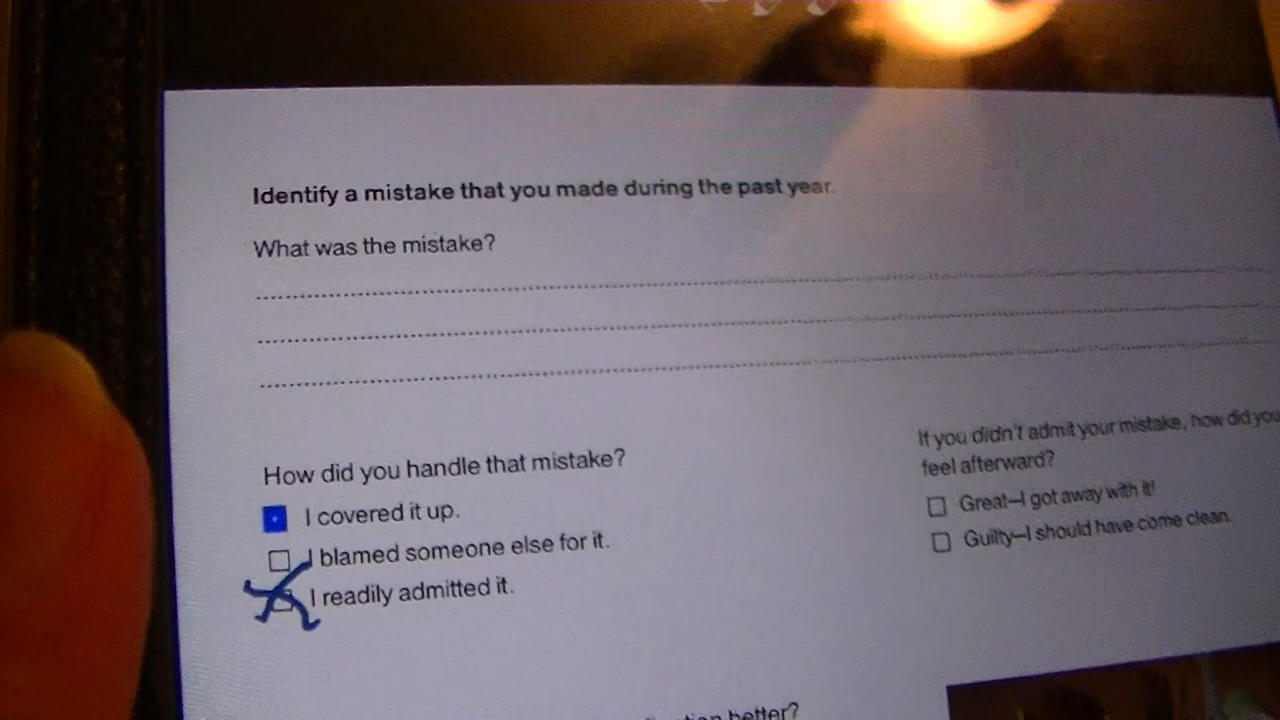 Identify a mistake that you made during the past year.
What was the mistake?
How did you handle that mistake?
I covered it up.
I blamed someone else for it.
I readily admitted it.
If you didn't admit your mistake, how did you
feel afterward?
Great—I got away with it!
Guilty—I should have come clean.
better?